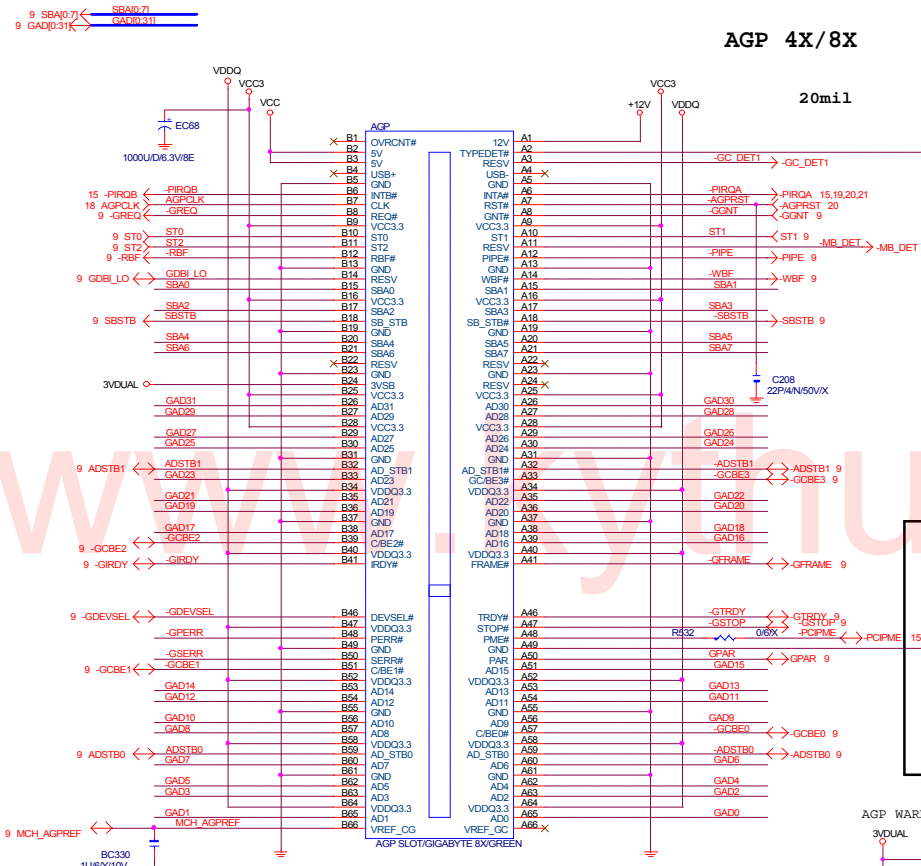 9 SBA[0:7] SBA[0:7]
9 GAD[0:31] GAD[0:31]
AGP 4X/8X
VDDQ VCC3 VCC3
VCC +12V VDDQ 20mil
EC68
1000U/D/6.3V/8E
AGP
B1 OVRCNT# 12V A1
B2 5V TYPEDET# A2
B3 5V RESV A3 -GC_DET1 -GC_DET1
B4 USB+ USB- A4
B5 GND GND A5
15 -PIRQB -PIRQB B6 INTB# INTA# A6 -PIRQA -PIRQA 15,19,20,21
18 AGPCLK AGPCLK B7 CLK RST# A7 -AGPRST -AGPRST 20
9 -GREQ -GREQ B8 REQ# GNT# A8 -GGNT -GGNT 9
B9 VCC3.3 VCC3.3 A9
9 ST0 ST0 B10 ST0 ST1 A10 ST1 ST1 9
9 ST2 ST2 B11 ST2 RESV A11 -MB_DET -MB_DET
9 -RBF -RBF B12 RBF# PIPE# A12 -PIPE -PIPE 9
B13 GND GND A13
9 GDBI_LO GDBI_LO B14 RESV WBF# A14 -WBF -WBF 9
SBA0 B15 SBA0 SBA1 A15 SBA1
B16 VCC3.3 VCC3.3 A16
SBA2 B17 SBA2 SBA3 A17 SBA3
9 SBSTB SBSTB B18 SB_STB SB_STB# A18 -SBSTB -SBSTB 9
B19 GND GND A19
SBA4 B20 SBA4 SBA5 A20 SBA5
SBA6 B21 SBA6 SBA7 A21 SBA7
B22 RESV RESV A22
B23 GND GND A23
3VDUAL B24 3VSB RESV A24
B25 VCC3.3 VCC3.3 A25
C208
22P/4/N/50V/X
GAD31 B26 AD31 AD30 A26 GAD30
GAD29 B27 AD29 AD28 A27 GAD28
B28 VCC3.3 VCC3.3 A28
GAD27 B29 AD27 AD26 A29 GAD26
GAD25 B30 AD25 AD24 A30 GAD24
B31 GND GND A31
9 ADSTB1 ADSTB1 B32 AD_STB1 AD_STB1# A32 -ADSTB1 -ADSTB1 9
GAD23 B33 AD23 GC/BE3# A33 -GCBE3 -GCBE3 9
B34 VDDQ3.3 VDDQ3.3 A34
GAD21 B35 AD21 AD22 A35 GAD22
GAD19 B36 AD19 AD20 A36 GAD20
B37 GND GND A37
GAD17 B38 AD17 AD18 A38 GAD18
9 -GCBE2 -GCBE2 B39 C/BE2# AD16 A39 GAD16
B40 VDDQ3.3 VDDQ3.3 A40
9 -GIRDY -GIRDY B41 IRDY# FRAME# A41 -GFRAME -GFRAME 9
www.kythu
9 -GDEVSEL -GDEVSEL B46 DEVSEL# TRDY# A46 -GTRDY -GTRDY 9
B47 VDDQ3.3 STOP# A47 -GSTOP -GSTOP 9
-GPERR B48 PERR# PME# A48 R532 0/6/X -PCIPME -PCIPME 15
B49 GND GND A49
-GSERR B50 SERR# PAR A50 GPAR GPAR 9
9 -GCBE1 -GCBE1 B51 C/BE1# AD15 A51 GAD15
B52 VDDQ3.3 VDDQ3.3 A52
GAD14 B53 AD14 AD13 A53 GAD13
GAD12 B54 AD12 AD11 A54 GAD11
B55 GND GND A55
GAD10 B56 AD10 AD9 A56 GAD9
GAD8 B57 AD8 C/BE0# A57 -GCBE0 -GCBE0 9
B58 VDDQ3.3 VDDQ3.3 A58
9 ADSTB0 ADSTB0 B59 AD_STB0 AD_STB0# A59 -ADSTB0 -ADSTB0 9
GAD7 B60 AD7 AD6 A60 GAD6
B61 GND GND A61
GAD5 B62 AD5 AD4 A62 GAD4
GAD3 B63 AD3 AD2 A63 GAD2
B64 VDDQ3.3 VDDQ3.3 A64
GAD1 B65 AD1 AD0 A65 GAD0
9 MCH_AGPREF MCH_AGPREF B66 VREF_CG VREF_GC A66
AGP SLOT/GIGABYTE 8X/GREEN
AGP WAR
3VDUAL
BC330
1U/6/Y/10V